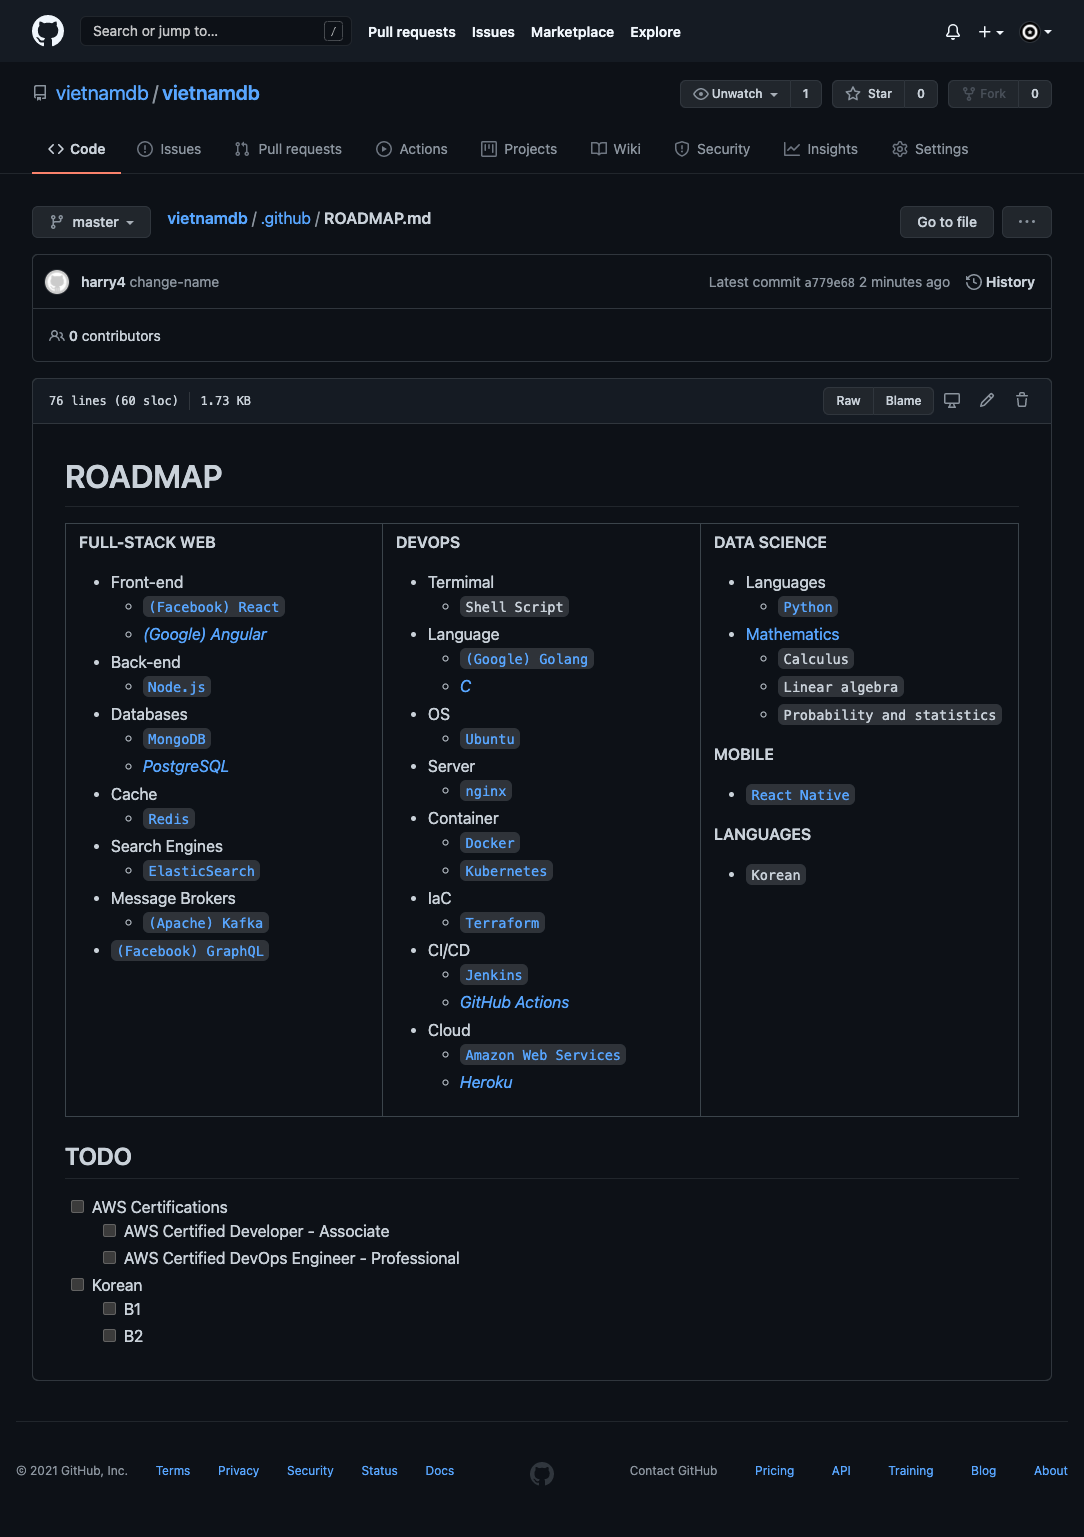 Search or jump to... /
Pull requests Issues Marketplace Explore
vietnamdb / vietnamdb
Unwatch 1 Star 0 Fork 0
Code Issues Pull requests Actions Projects Wiki Security Insights Settings
master vietnamdb / .github / ROADMAP.md Go to file ...
harry4 change-name Latest commit a779e68 2 minutes ago History
0 contributors
76 lines (60 sloc) 1.73 KB Raw Blame
ROADMAP
FULL-STACK WEB
Front-end
(Facebook) React
(Google) Angular
Back-end
Node.js
Databases
MongoDB
PostgreSQL
Cache
Redis
Search Engines
ElasticSearch
Message Brokers
(Apache) Kafka
(Facebook) GraphQL
DEVOPS
Termimal
Shell Script
Language
(Google) Golang
C
OS
Ubuntu
Server
nginx
Container
Docker
Kubernetes
IaC
Terraform
CI/CD
Jenkins
GitHub Actions
Cloud
Amazon Web Services
Heroku
DATA SCIENCE
Languages
Python
Mathematics
Calculus
Linear algebra
Probability and statistics
MOBILE
React Native
LANGUAGES
Korean
TODO
AWS Certifications
AWS Certified Developer - Associate
AWS Certified DevOps Engineer - Professional
Korean
B1
B2
© 2021 GitHub, Inc. Terms Privacy Security Status Docs Contact GitHub Pricing API Training Blog About